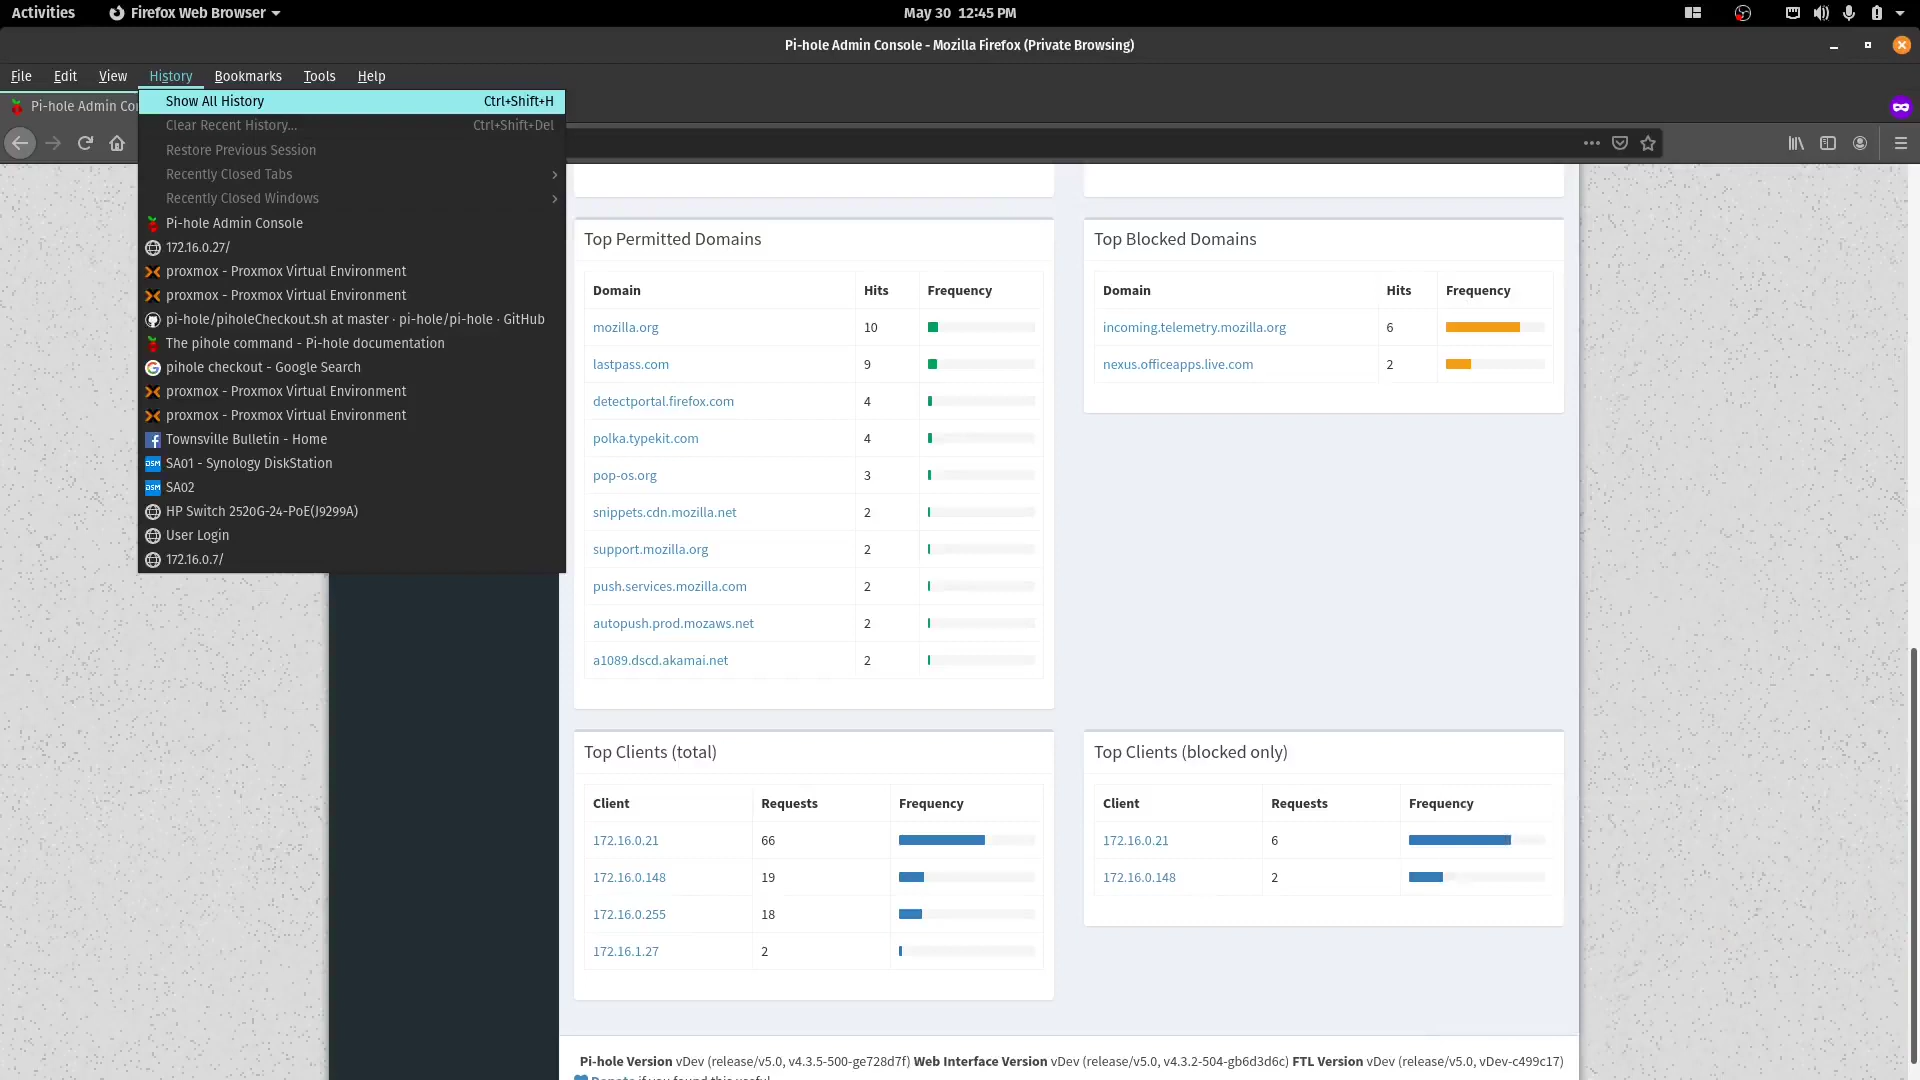 Activities
Firefox Web Browser
May 30 12:45 PM
Pi-hole Admin Console - Mozilla Firefox (Private Browsing)
File Edit View History Bookmarks Tools Help
Pi-hole Admin Co
Show All History Ctrl+Shift+H
Clear Recent History... Ctrl+Shift+Del
Restore Previous Session
Recently Closed Tabs
Recently Closed Windows
Pi-hole Admin Console
172.16.0.27/
proxmox - Proxmox Virtual Environment
proxmox - Proxmox Virtual Environment
pi-hole/piholeCheckout.sh at master · pi-hole/pi-hole · GitHub
The pihole command - Pi-hole documentation
pihole checkout - Google Search
proxmox - Proxmox Virtual Environment
proxmox - Proxmox Virtual Environment
Townsville Bulletin - Home
DSM SA01 - Synology DiskStation
DSM SA02
HP Switch 2520G-24-PoE(J9299A)
User Login
172.16.0.7/
Top Permitted Domains
Domain Hits Frequency
mozilla.org 10
lastpass.com 9
detectportal.firefox.com 4
polka.typekit.com 4
pop-os.org 3
snippets.cdn.mozilla.net 2
support.mozilla.org 2
push.services.mozilla.com 2
autopush.prod.mozaws.net 2
a1089.dscd.akamai.net 2
Top Blocked Domains
Domain Hits Frequency
incoming.telemetry.mozilla.org 6
nexus.officeapps.live.com 2
Top Clients (total)
Client Requests Frequency
172.16.0.21 66
172.16.0.148 19
172.16.0.255 18
172.16.1.27 2
Top Clients (blocked only)
Client Requests Frequency
172.16.0.21 6
172.16.0.148 2
Pi-hole Version vDev (release/v5.0, v4.3.5-500-ge728d7f) Web Interface Version vDev (release/v5.0, v4.3.2-504-gb6d3d6c) FTL Version vDev (release/v5.0, vDev-c499c17)
Donate if you found this useful